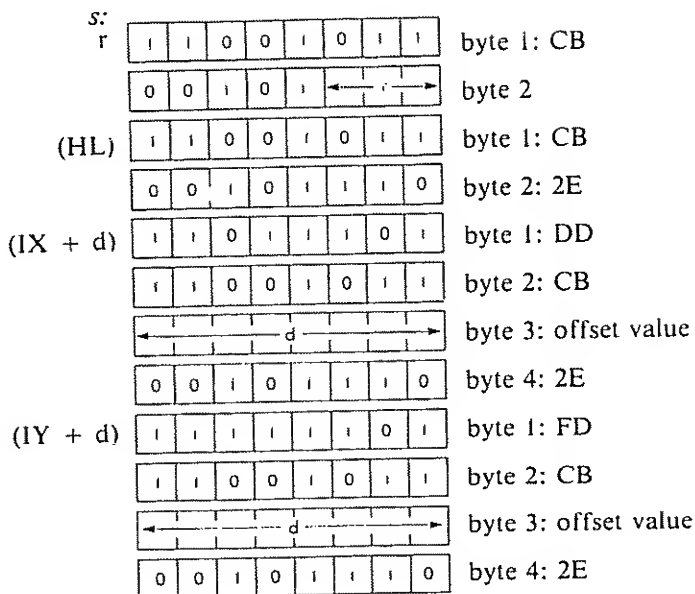 s:
r 1 1 0 0 1 0 1 1 byte 1: CB
0 0 1 0 1 r byte 2
(HL) 1 1 0 0 1 0 1 1 byte 1: CB
0 0 1 0 1 1 1 0 byte 2: 2E
(IX + d) 1 1 0 1 1 1 0 1 byte 1: DD
1 1 0 0 1 0 1 1 byte 2: CB
d byte 3: offset value
0 0 1 0 1 1 1 0 byte 4: 2E
(IY + d) 1 1 1 1 1 1 0 1 byte 1: FD
1 1 0 0 1 0 1 1 byte 2: CB
d byte 3: offset value
0 0 1 0 1 1 1 0 byte 4: 2E